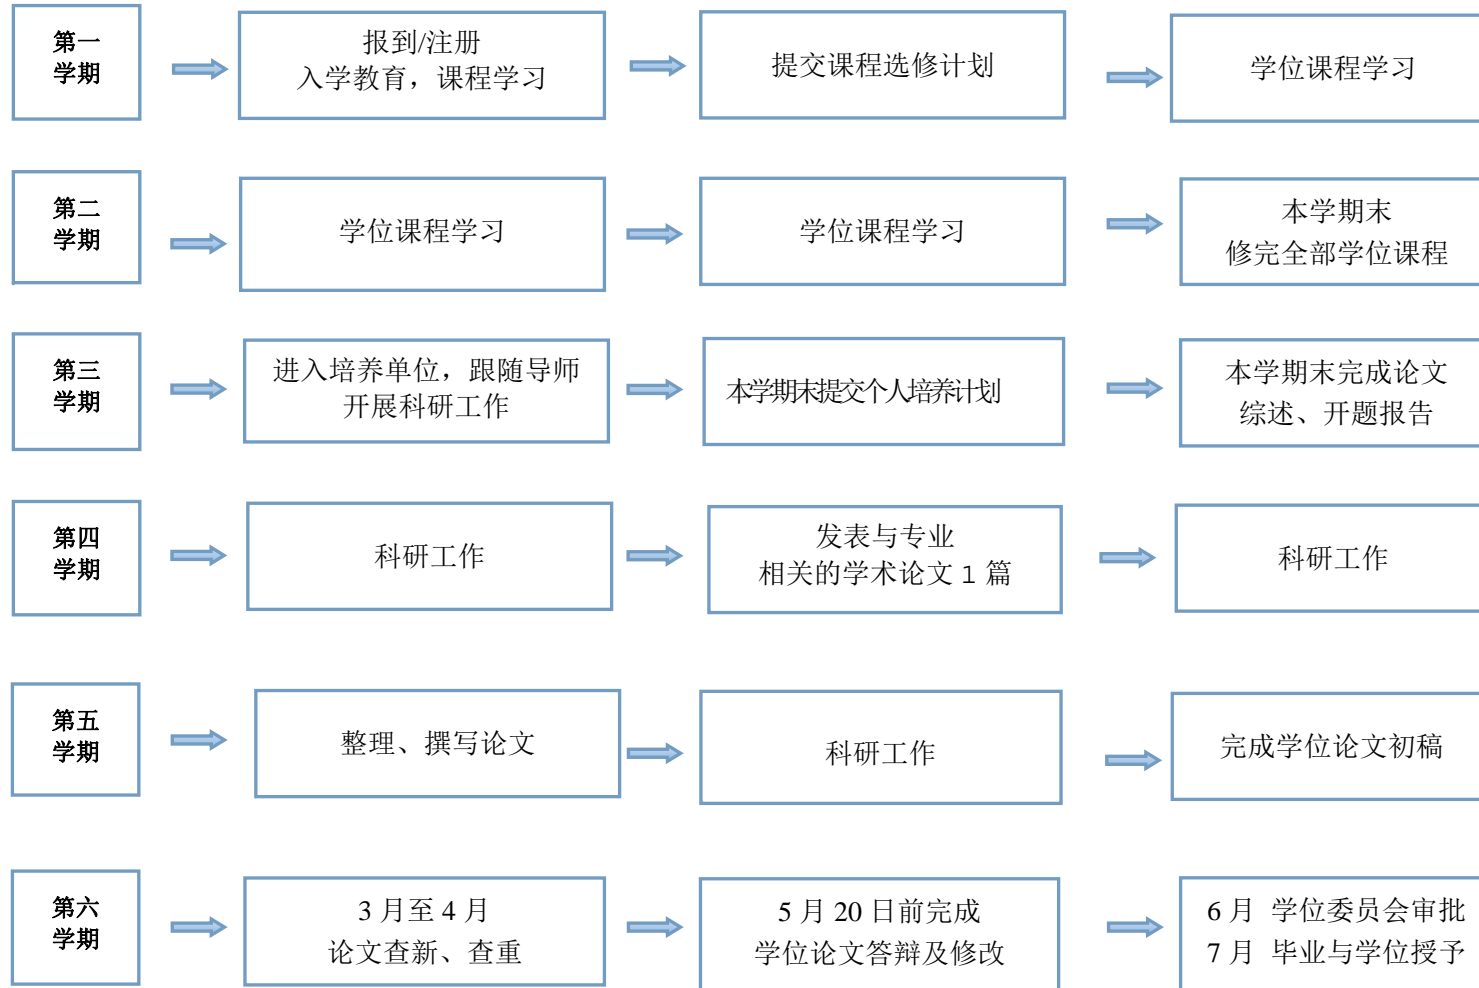 第一
学期
报到/注册
入学教育，课程学习
提交课程选修计划
学位课程学习
第二
学期
学位课程学习
学位课程学习
本学期末
修完全部学位课程
第三
学期
进入培养单位，跟随导师
开展科研工作
本学期末提交个人培养计划
本学期末完成论文
综述、开题报告
第四
学期
科研工作
发表与专业
相关的学术论文 1 篇
科研工作
第五
学期
整理、撰写论文
科研工作
完成学位论文初稿
第六
学期
3 月至 4 月
论文查新、查重
5 月 20 日前完成
学位论文答辩及修改
6 月 学位委员会审批
7 月 毕业与学位授予